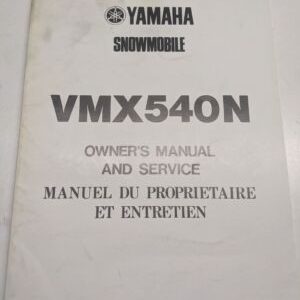 YAMAHA
SNOWMOBILE
VMX540N
OWNER'S MANUAL
AND SERVICE
MANUEL DU PROPRIETAIRE
ET ENTRETIEN